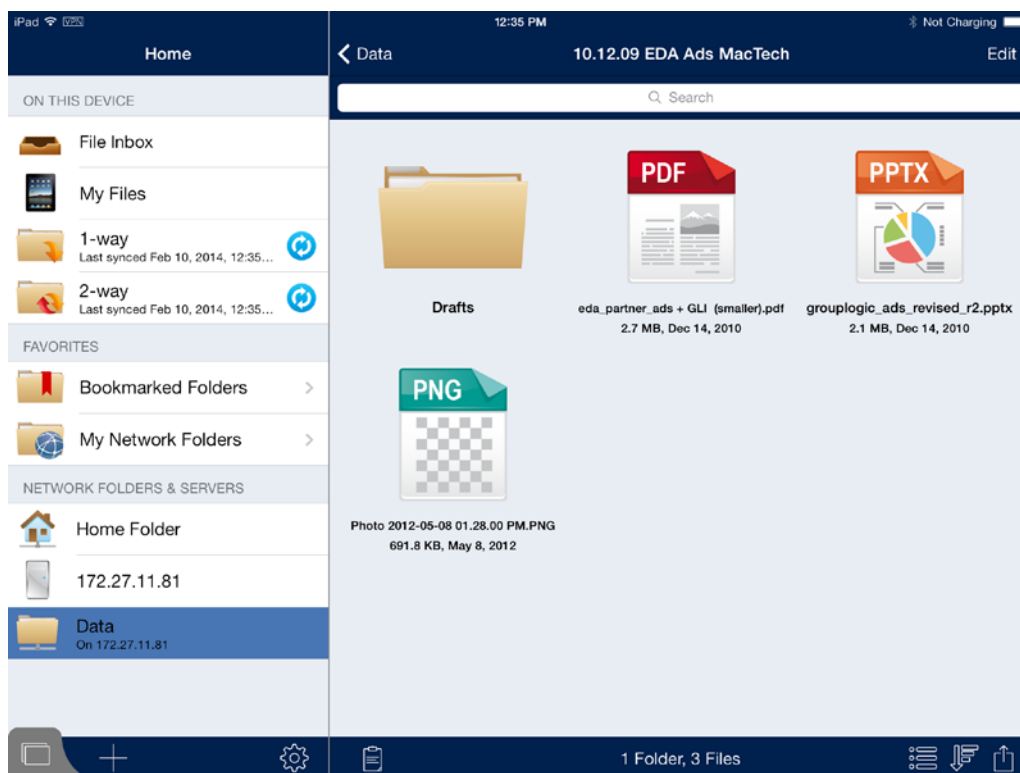 iPad VPN 12:35 PM Not Charging
Home
Data
10.12.09 EDA Ads MacTech
Edit
ON THIS DEVICE
File Inbox
My Files
1-way
Last synced Feb 10, 2014, 12:35...
2-way
Last synced Feb 10, 2014, 12:35...
FAVORITES
Bookmarked Folders
My Network Folders
NETWORK FOLDERS & SERVERS
Home Folder
172.27.11.81
Data
On 172.27.11.81
Search
Drafts
PDF
eda_partner_ads + GLI (smaller).pdf
2.7 MB, Dec 14, 2010
PPTX
grouplogic_ads_revised_r2.pptx
2.1 MB, Dec 14, 2010
PNG
Photo 2012-05-08 01.28.00 PM.PNG
691.8 KB, May 8, 2012
1 Folder, 3 Files